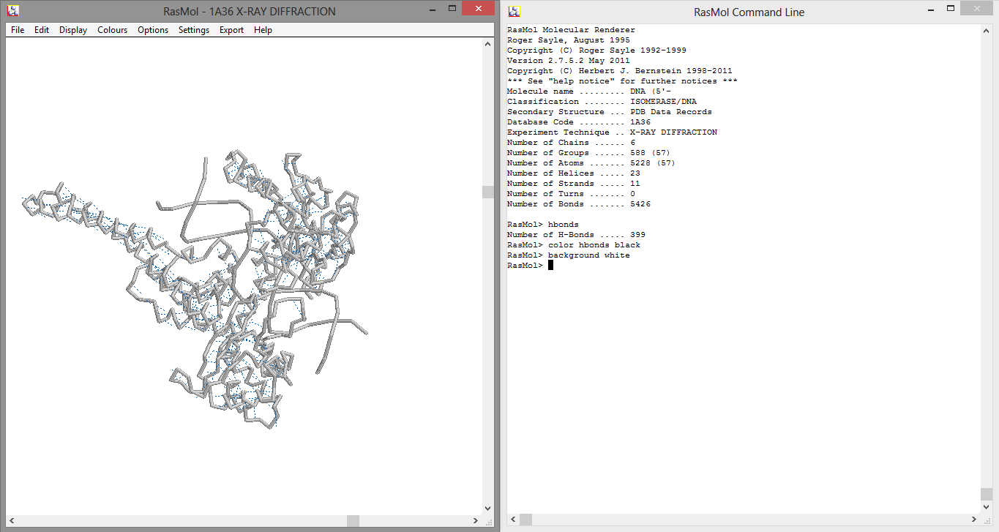 RasMol - 1A36 X-RAY DIFFRACTION
File Edit Display Colours Options Settings Export Help
RasMol Command Line
RasMol Molecular Renderer
Roger Sayle, August 1995
Copyright (C) Roger Sayle 1992-1999
Version 2.7.5.2 May 2011
Copyright (C) Herbert J. Bernstein 1998-2011
*** See "help notice" for further notices ***
Molecule name ......... DNA (5'-
Classification ........ ISOMERASE/DNA
Secondary Structure ... PDB Data Records
Database Code ......... 1A36
Experiment Technique .. X-RAY DIFFRACTION
Number of Chains ...... 6
Number of Groups ...... 588 (57)
Number of Atoms ....... 5228 (57)
Number of Helices ..... 23
Number of Strands ..... 11
Number of Turns ....... 0
Number of Bonds ....... 5426
RasMol> hbonds
Number of H-Bonds ..... 399
RasMol> color hbonds black
RasMol> background white
RasMol>